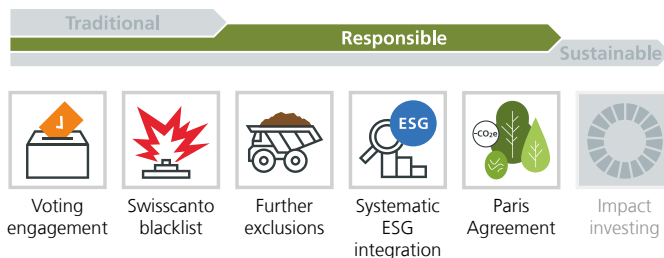 Traditional
Responsible
Sustainable
ESG
-CO₂e
Voting
engagement
Swisscanto
blacklist
Further
exclusions
Systematic
ESG
integration
Paris
Agreement
Impact
investing